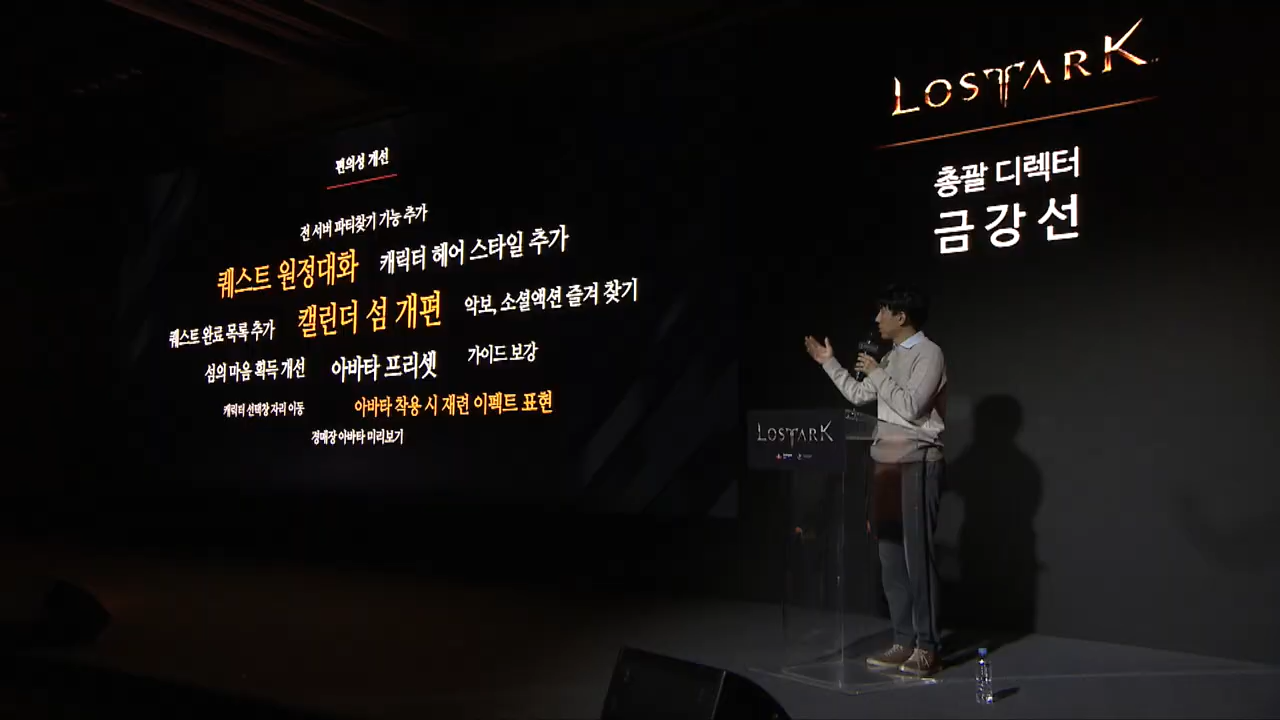 편의성 개선
전 서버 파티찾기 기능 추가
퀘스트 원정대화 캐릭터 헤어 스타일 추가
퀘스트 완료 목록 추가 캘린더 섬 개편 악보, 소셜액션 즐겨 찾기
섬의 마음 획득 개선 아바타 프리셋 가이드 보강
캐릭터 선택창 자리 이동 아바타 착용 시 재련 이펙트 표현
경매장 아바타 미리보기
LOST ARK
총괄 디렉터
금강선
LOST ARK